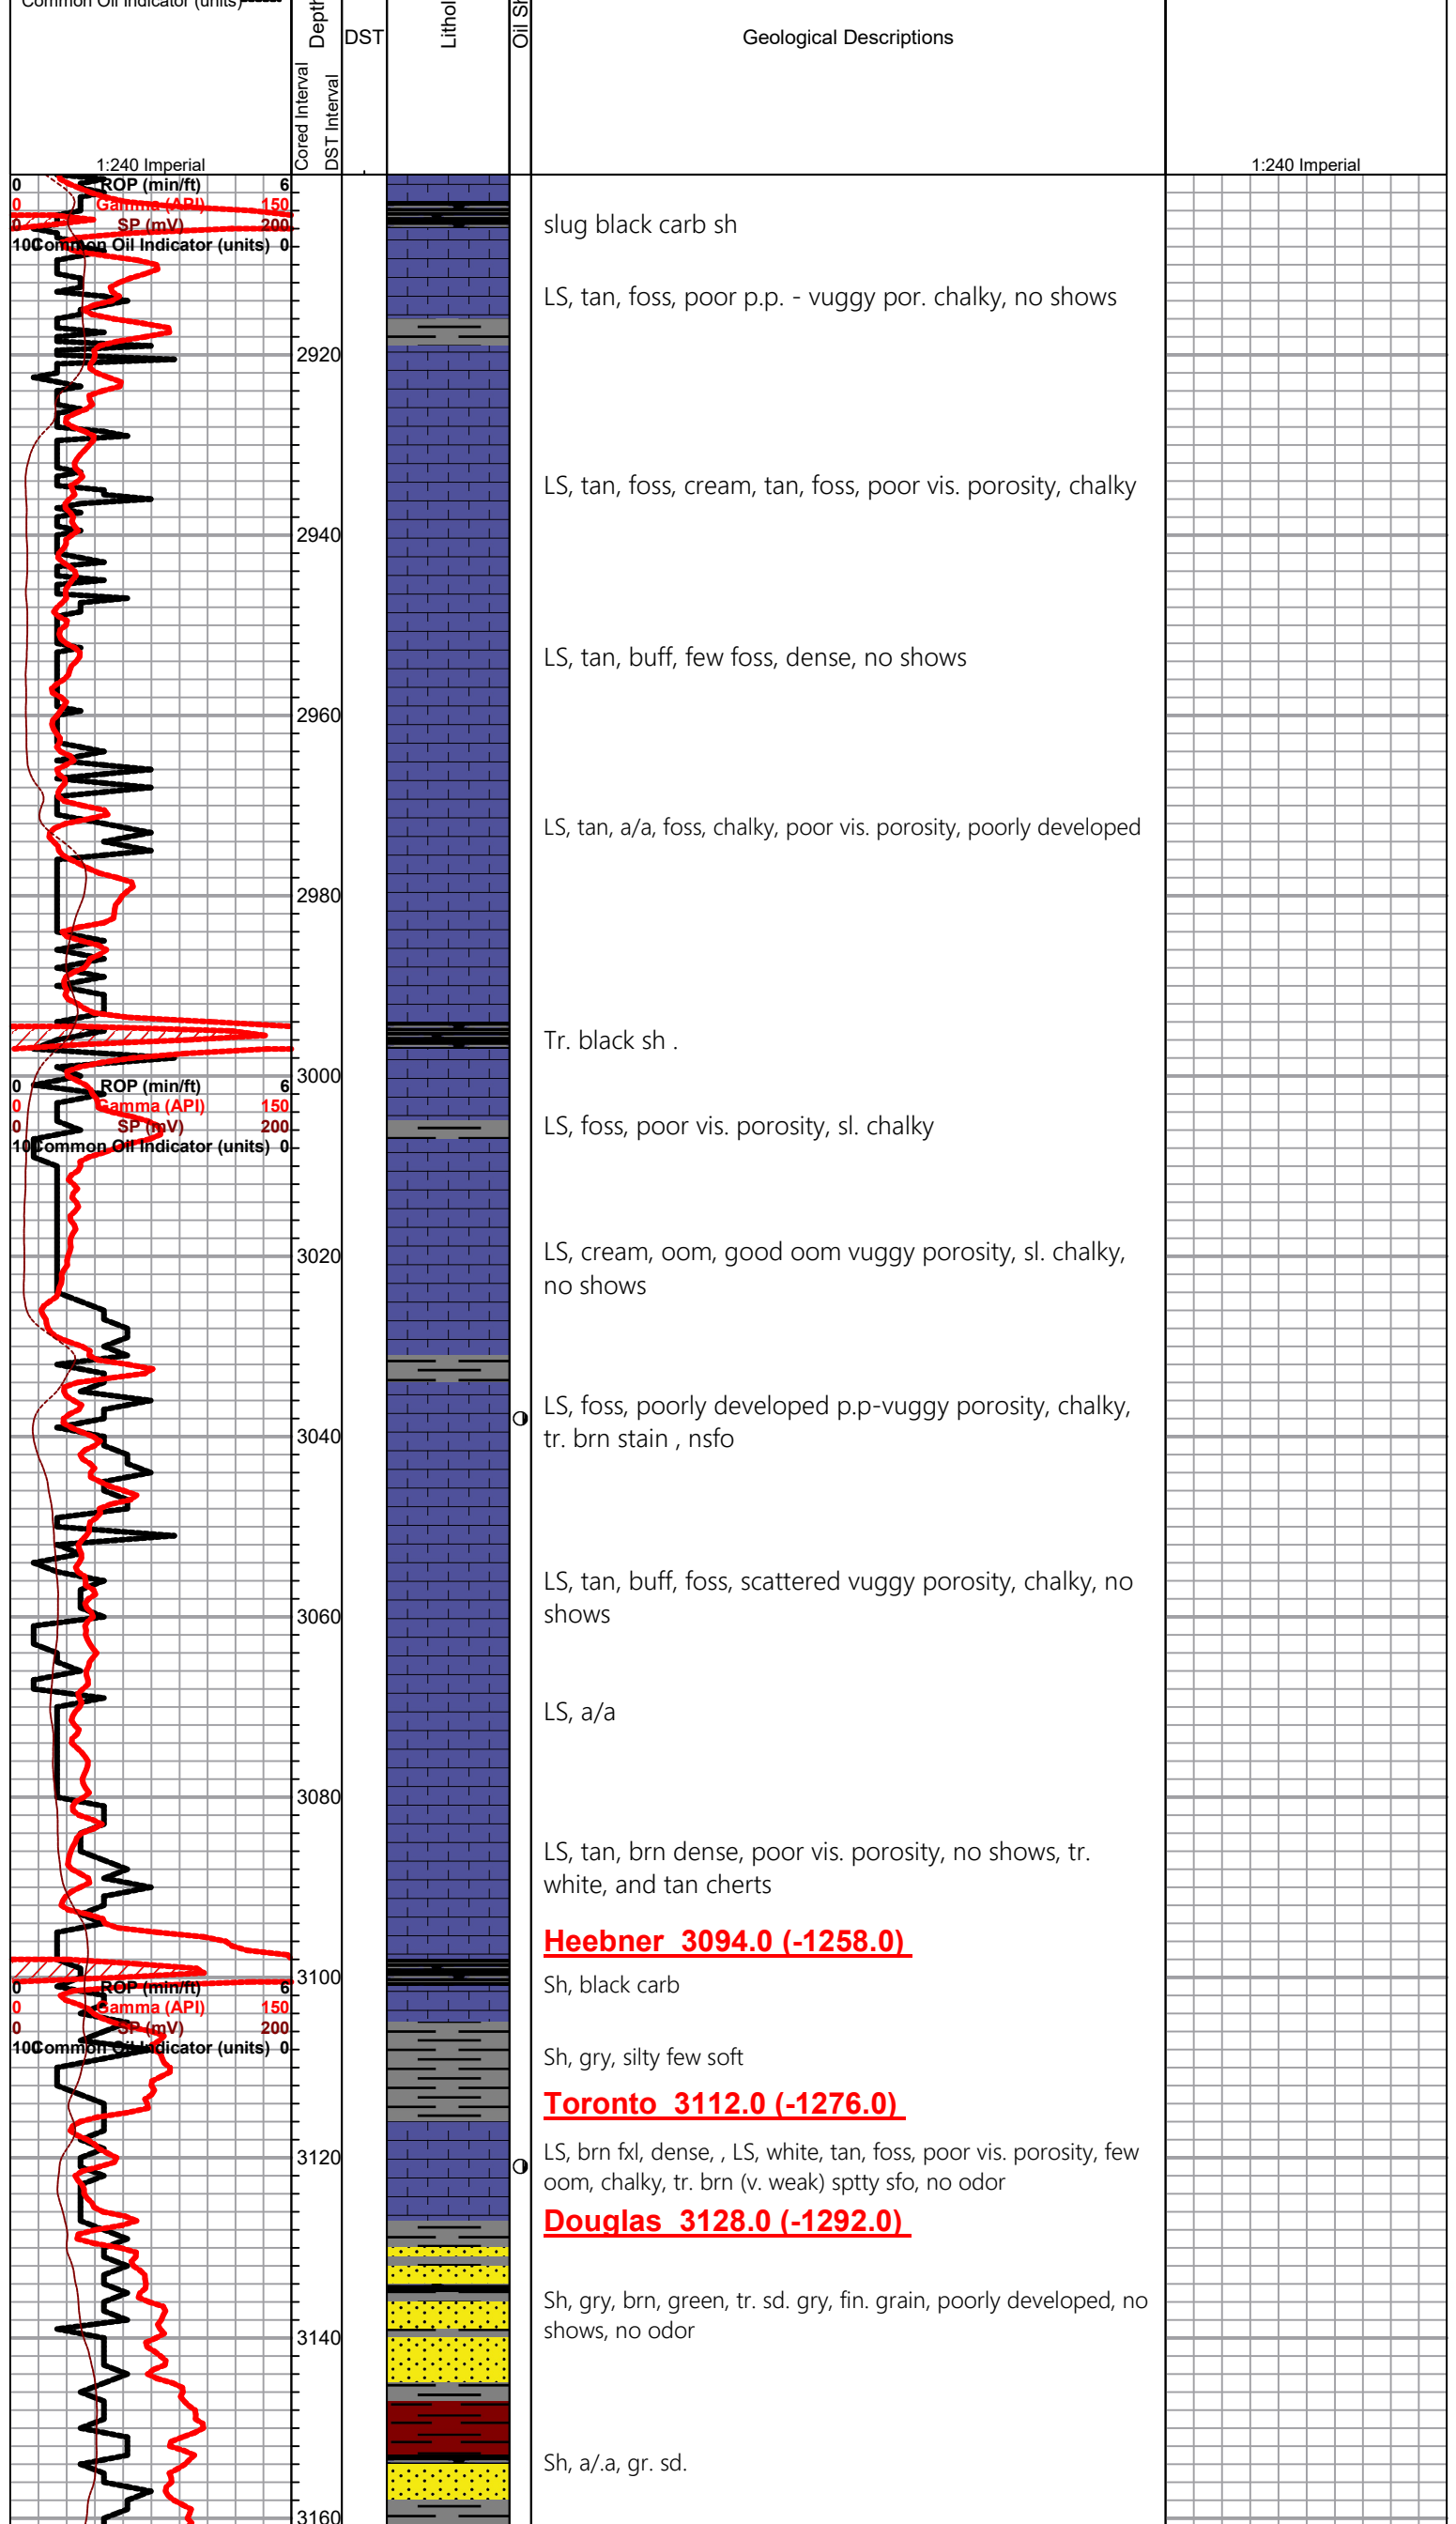 Common Oil Indicator (units)
Depth
DST
Geological Descriptions
Cored Interval
DST Interval
1:240 Imperial
1:240 Imperial
0 ROP (min/ft) 6
0 Gamma (API) 150
0 SP (mV) 200
100 Common Oil Indicator (units) 0
slug black carb sh
LS, tan, foss, poor p.p. - vuggy por. chalky, no shows
2920
LS, tan, foss, cream, tan, foss, poor vis. porosity, chalky
2940
LS, tan, buff, few foss, dense, no shows
2960
LS, tan, a/a, foss, chalky, poor vis. porosity, poorly developed
2980
Tr. black sh .
3000
0 ROP (min/ft) 6
0 Gamma (API) 150
0 SP (mV) 200
10 Common Oil Indicator (units) 0
LS, foss, poor vis. porosity, sl. chalky
LS, cream, oom, good oom vuggy porosity, sl. chalky,
3020
no shows
LS, foss, poorly developed p.p-vuggy porosity, chalky,
3040
tr. brn stain , nsfo
LS, tan, buff, foss, scattered vuggy porosity, chalky, no
3060
shows
LS, a/a
3080
LS, tan, brn dense, poor vis. porosity, no shows, tr.
white, and tan cherts
Heebner 3094.0 (-1258.0)
3100
Sh, black carb
0 ROP (min/ft) 6
0 Gamma (API) 150
0 SP (mV) 200
100 Common Oil Indicator (units) 0
Sh, gry, silty few soft
Toronto 3112.0 (-1276.0)
LS, brn fxl, dense, , LS, white, tan, foss, poor vis. porosity, few
3120
oom, chalky, tr. brn (v. weak) sptty sfo, no odor
Douglas 3128.0 (-1292.0)
Sh, gry, brn, green, tr. sd. gry, fin. grain, poorly developed, no
shows, no odor
3140
Sh, a/.a, gr. sd.
3160